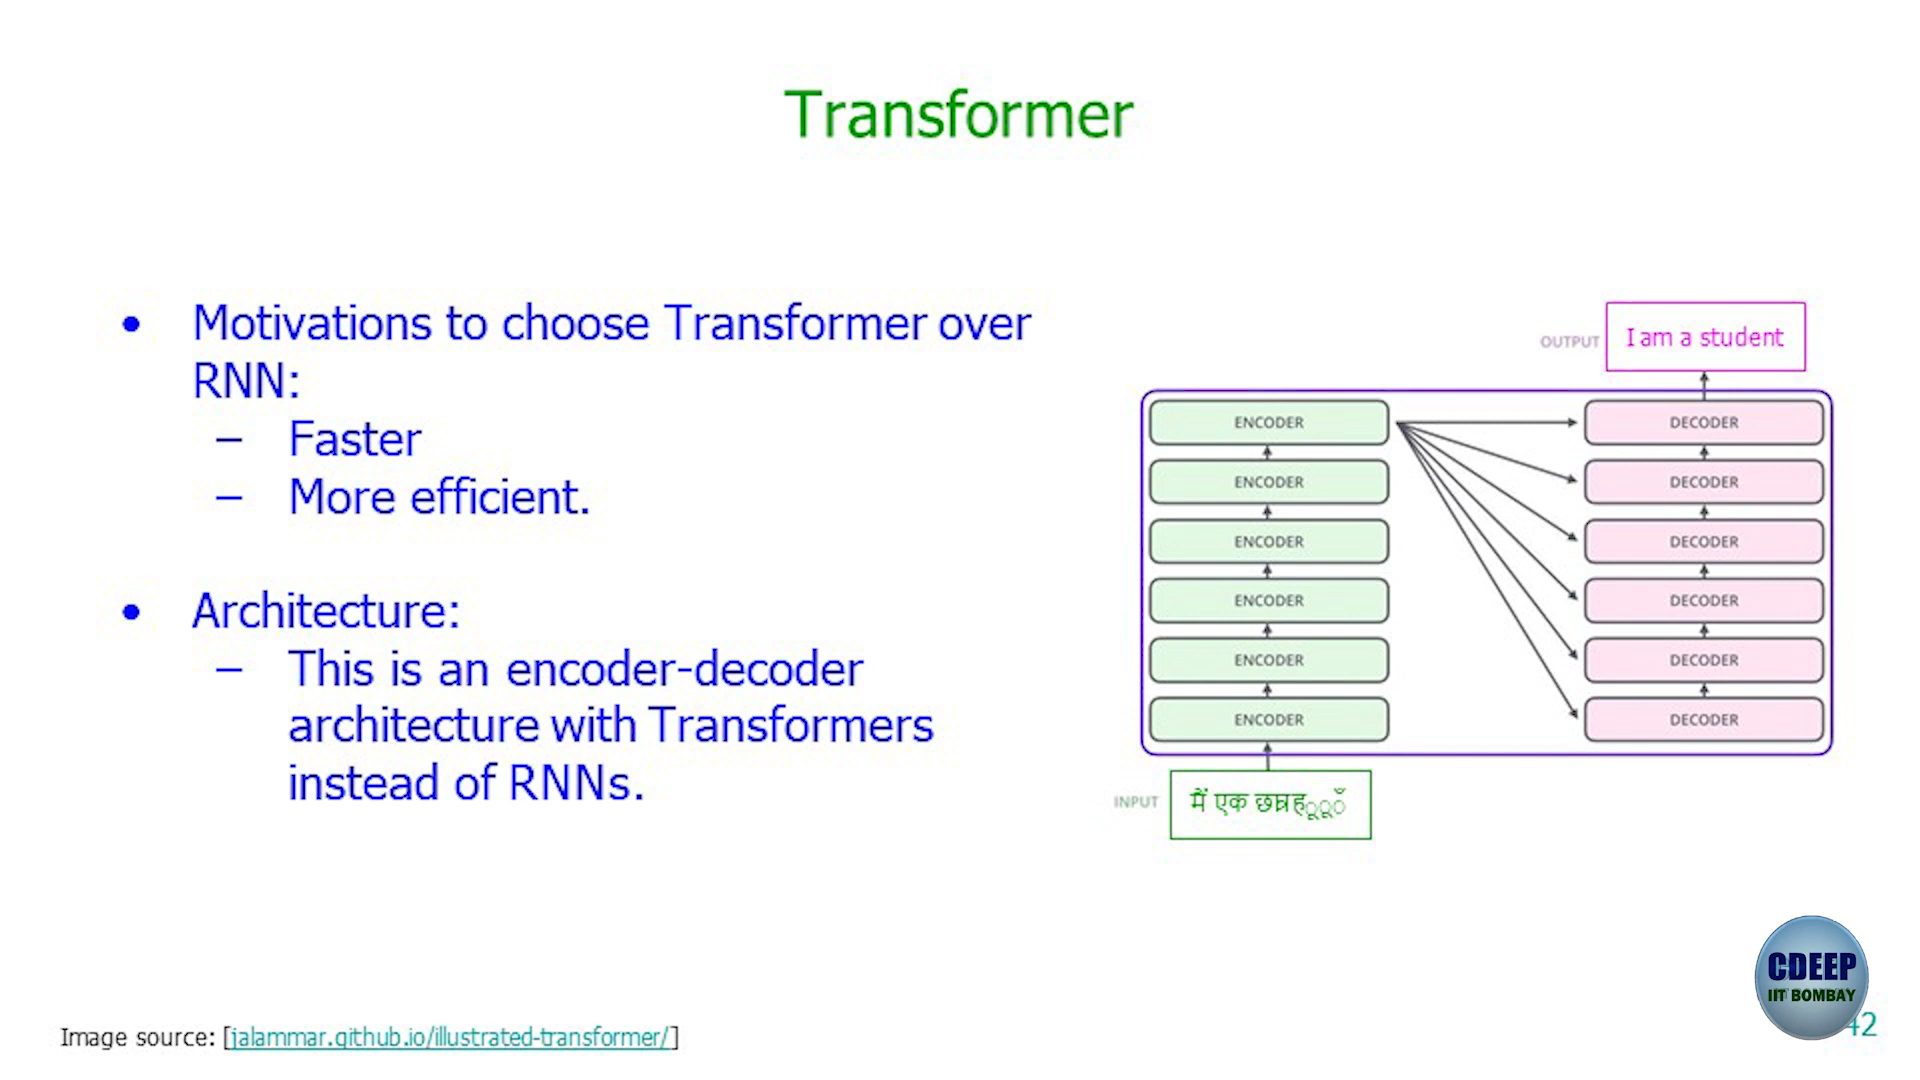 Transformer
• Motivations to choose Transformer over
RNN:
– Faster
– More efficient.
• Architecture:
– This is an encoder-decoder
architecture with Transformers
instead of RNNs.
OUTPUT I am a student
ENCODER DECODER
ENCODER DECODER
ENCODER DECODER
ENCODER DECODER
ENCODER DECODER
ENCODER DECODER
INPUT मैं एक
CDEEP
IIT BOMBAY
42
Image source: [jalammar.github.io/illustrated-transformer/]